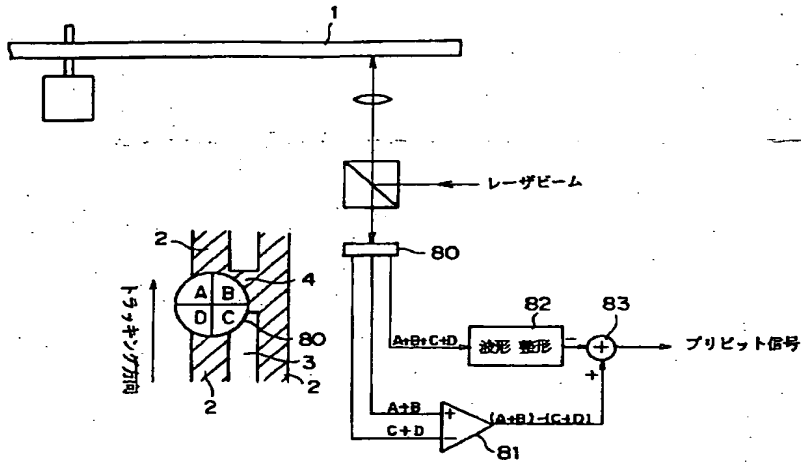 1
レーザビーム
80
2
4
A B
D C
80
3
2
2
トラッキング方向
A+B+C+D
82
波形 整形
−
83
+
+
プリピット信号
A+B
+
C+D
−
(A+B)-(C+D)
81